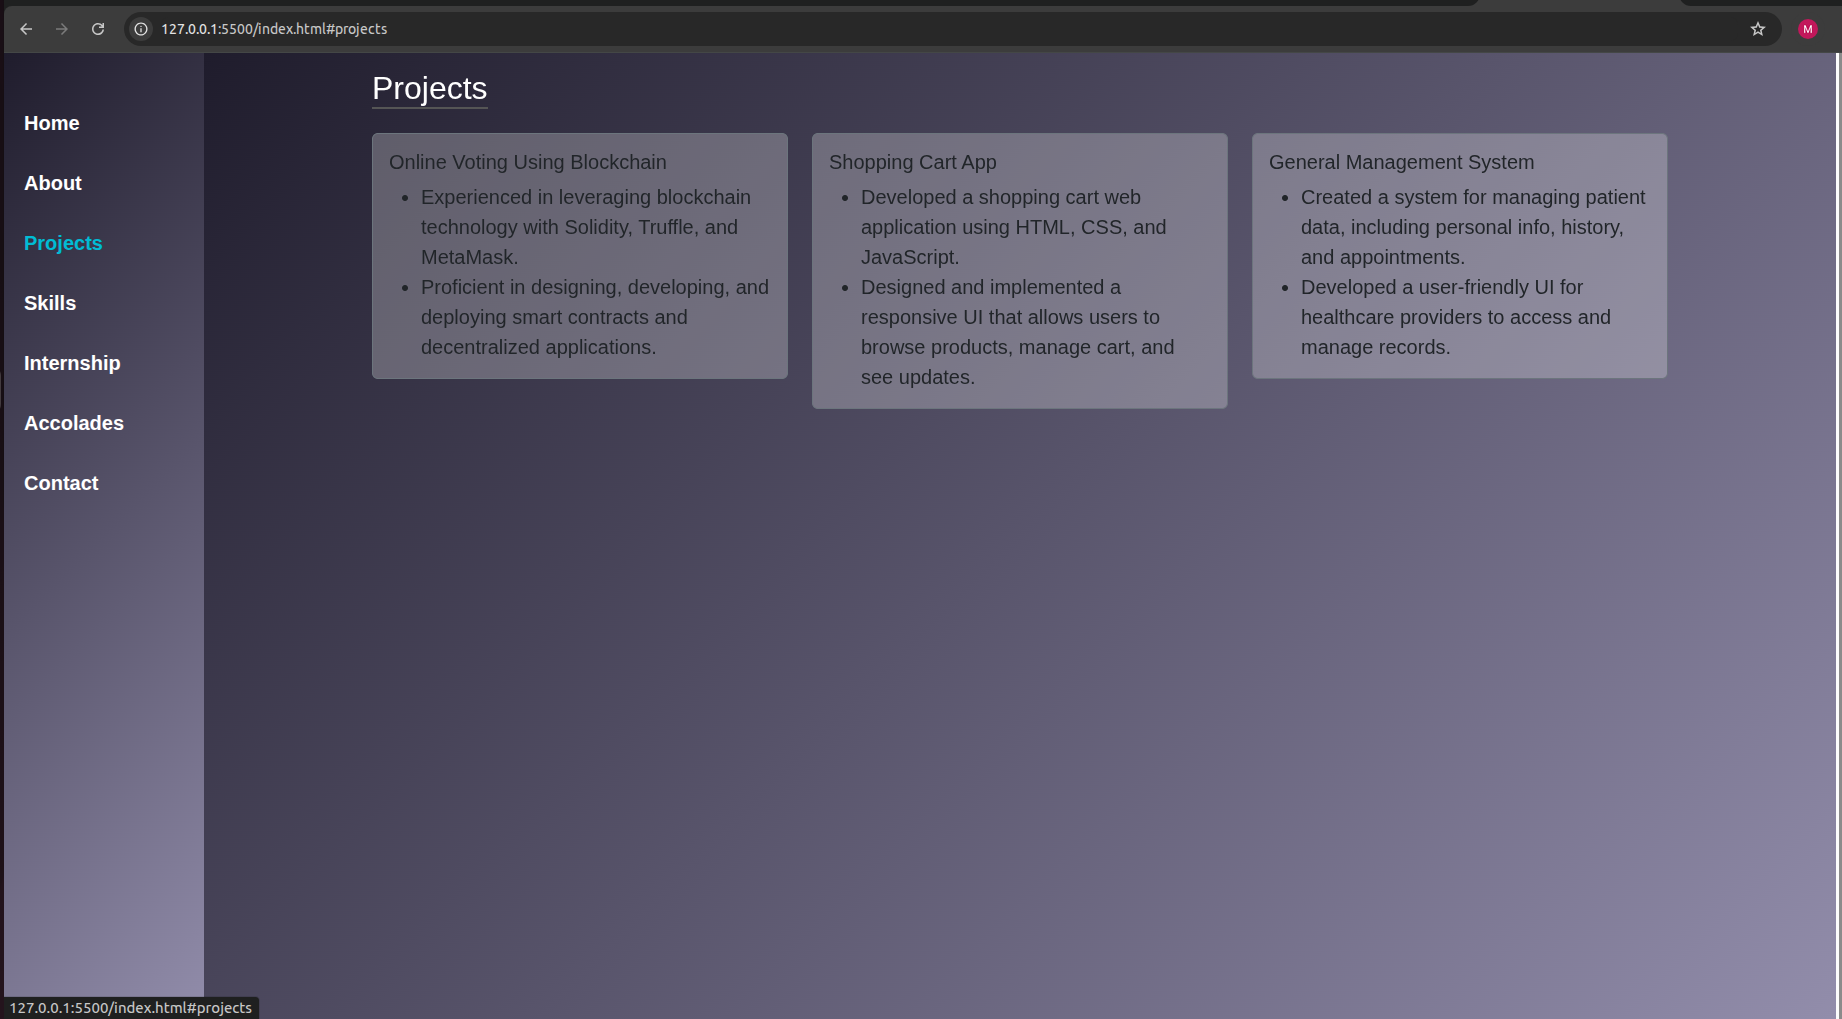 127.0.0.1:5500/index.html#projects
M
Home
About
Projects
Skills
Internship
Accolades
Contact
Projects
Online Voting Using Blockchain
• Experienced in leveraging blockchain
technology with Solidity, Truffle, and
MetaMask.
• Proficient in designing, developing, and
deploying smart contracts and
decentralized applications.
Shopping Cart App
• Developed a shopping cart web
application using HTML, CSS, and
JavaScript.
• Designed and implemented a
responsive UI that allows users to
browse products, manage cart, and
see updates.
General Management System
• Created a system for managing patient
data, including personal info, history,
and appointments.
• Developed a user-friendly UI for
healthcare providers to access and
manage records.
127.0.0.1:5500/index.html#projects